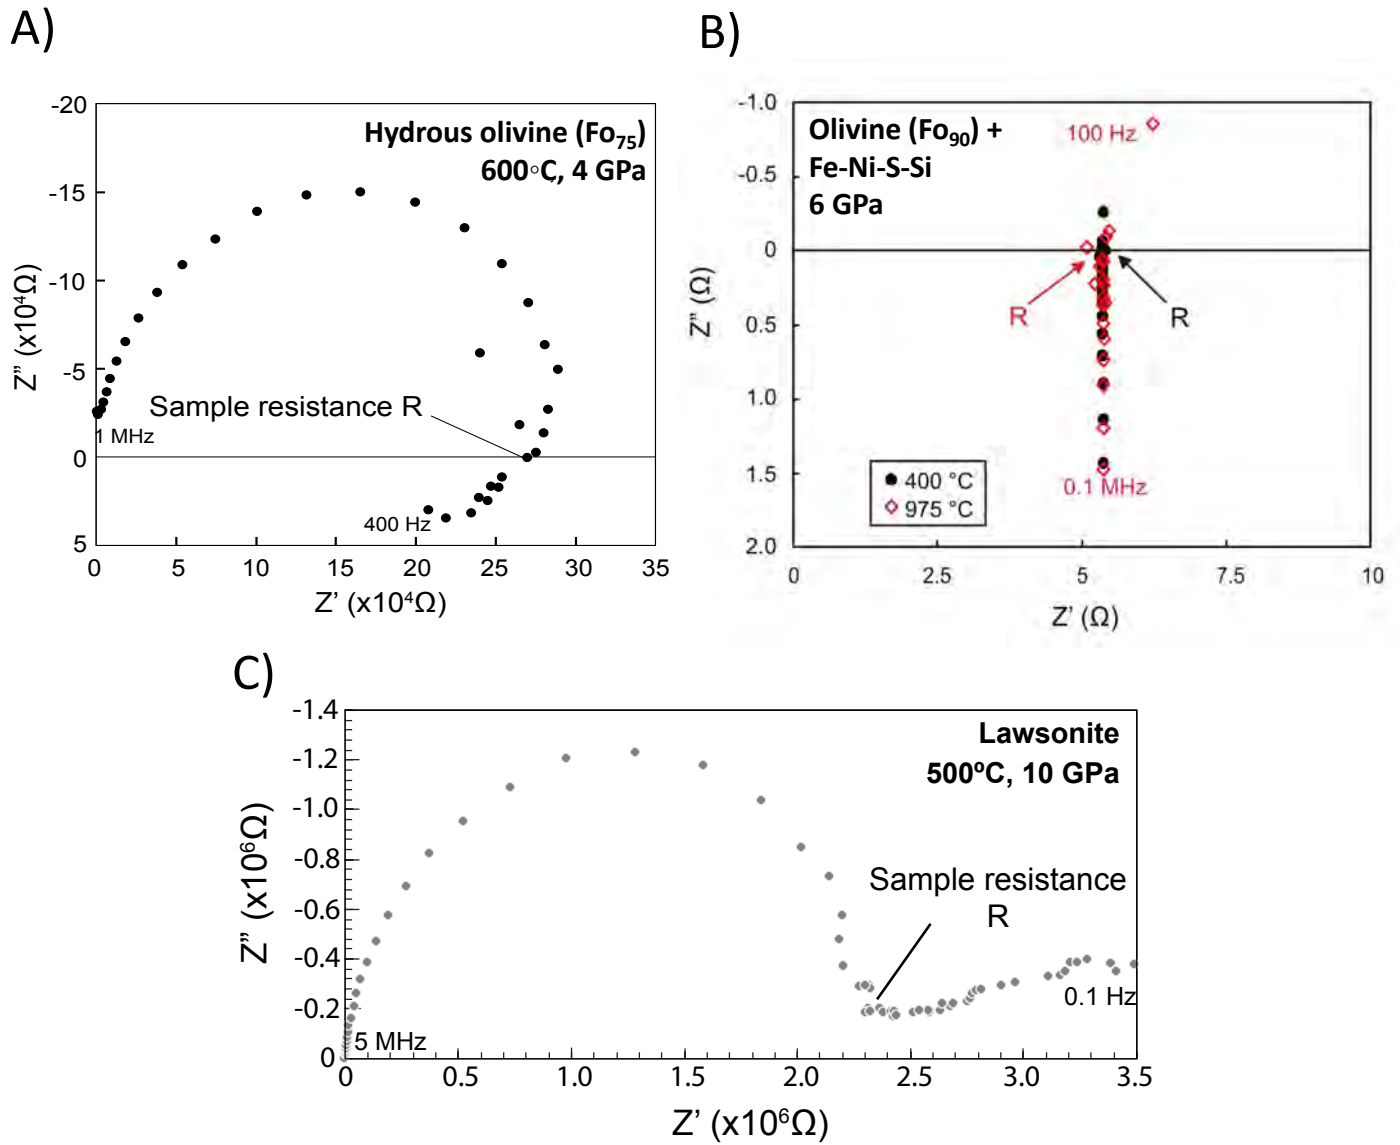 A)
-20
-15
-10
-5
0
5
Z'' (x10⁴Ω)
Hydrous olivine (Fo₇₅)
600◦C, 4 GPa
Sample resistance R
1 MHz
400 Hz
0 5 10 15 20 25 30 35
Z' (x10⁴Ω)
B)
-1.0
-0.5
0
0.5
1.0
1.5
2.0
Z'' (Ω)
Olivine (Fo₉₀) +
Fe-Ni-S-Si
6 GPa
100 Hz
R
R
0.1 MHz
400 °C
975 °C
0 2.5 5 7.5 10
Z' (Ω)
C)
-1.4
-1.2
-1.0
-0.8
-0.6
-0.4
-0.2
0
Z'' (x10⁶Ω)
Lawsonite
500ºC, 10 GPa
Sample resistance
R
5 MHz
0.1 Hz
0 0.5 1.0 1.5 2.0 2.5 3.0 3.5
Z' (x10⁶Ω)